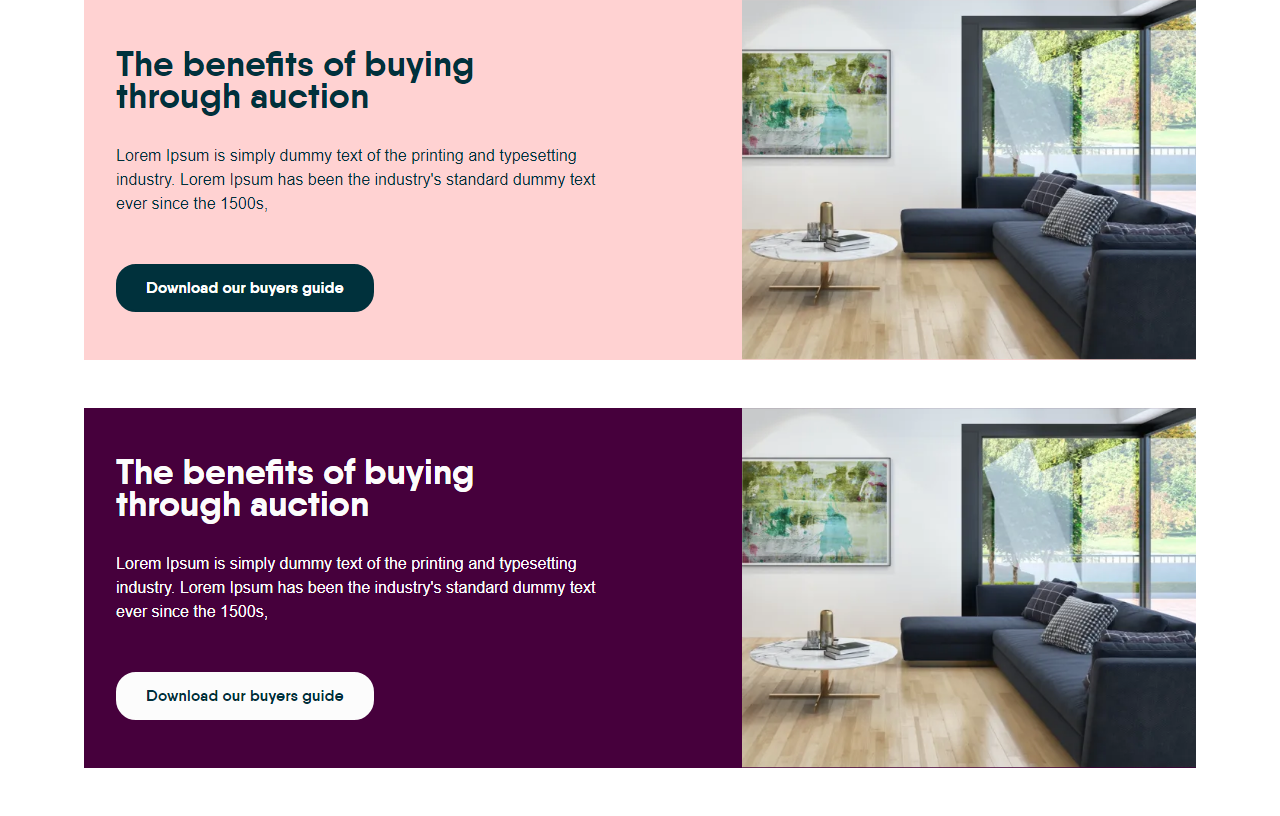 The benefits of buying
through auction
Lorem Ipsum is simply dummy text of the printing and typesetting
industry. Lorem Ipsum has been the industry's standard dummy text
ever since the 1500s,
Download our buyers guide
The benefits of buying
through auction
Lorem Ipsum is simply dummy text of the printing and typesetting
industry. Lorem Ipsum has been the industry's standard dummy text
ever since the 1500s,
Download our buyers guide